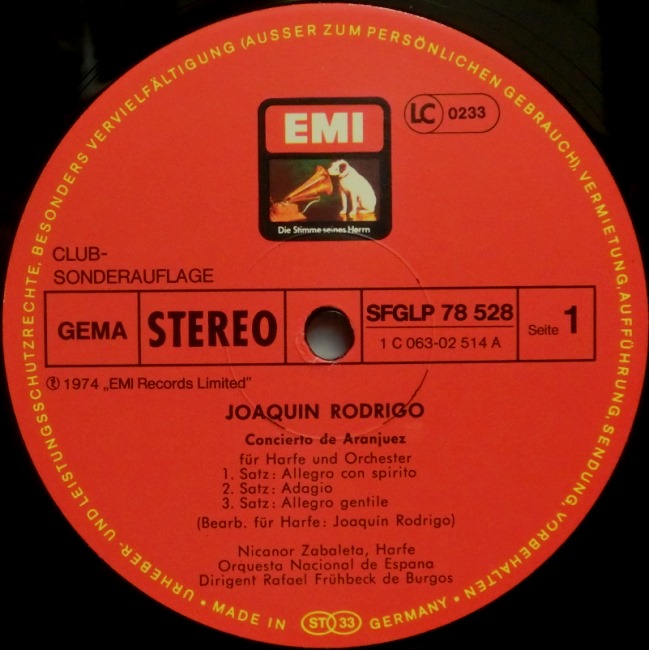 URHEBER- UND LEISTUNGSSCHUTZRECHTE, BESONDERS VERVIELFÄLTIGUNG (AUSSER ZUM PERSÖNLICHEN GEBRAUCH), VERMIETUNG, AUFFÜHRUNG, SENDUNG, VORBEHALTEN •
EMI
LC 0233
Die Stimme seines Herrn
CLUB-
SONDERAUFLAGE
GEMA
STEREO
SFGLP 78 528
1 C 063-02 514 A
Seite 1
℗ 1974 „EMI Records Limited”
JOAQUIN RODRIGO
Concierto de Aranjuez
für Harfe und Orchester
1. Satz: Allegro con spirito
2. Satz: Adagio
3. Satz: Allegro gentile
(Bearb. für Harfe: Joaquín Rodrigo)
Nicanor Zabaleta, Harfe
Orquesta Nacional de Espana
Dirigent Rafael Frühbeck de Burgos
• MADE IN ST 33 GERMANY •